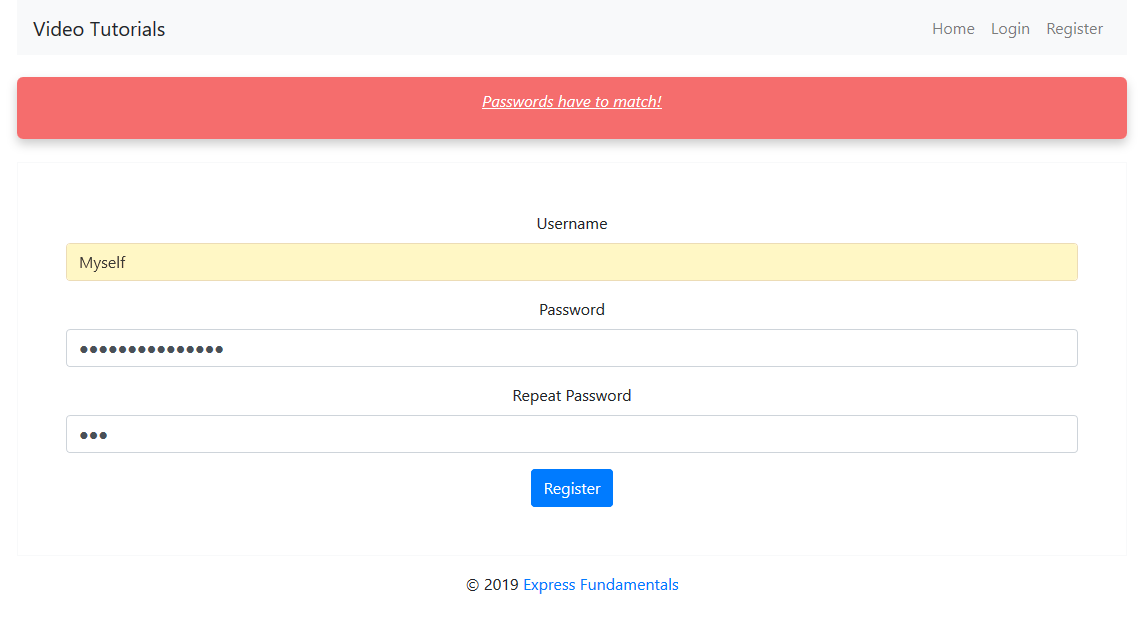 Video Tutorials Home Login Register
Passwords have to match!
Username
Myself
Password
●●●●●●●●●●●●●●●
Repeat Password
●●●
Register
© 2019 Express Fundamentals